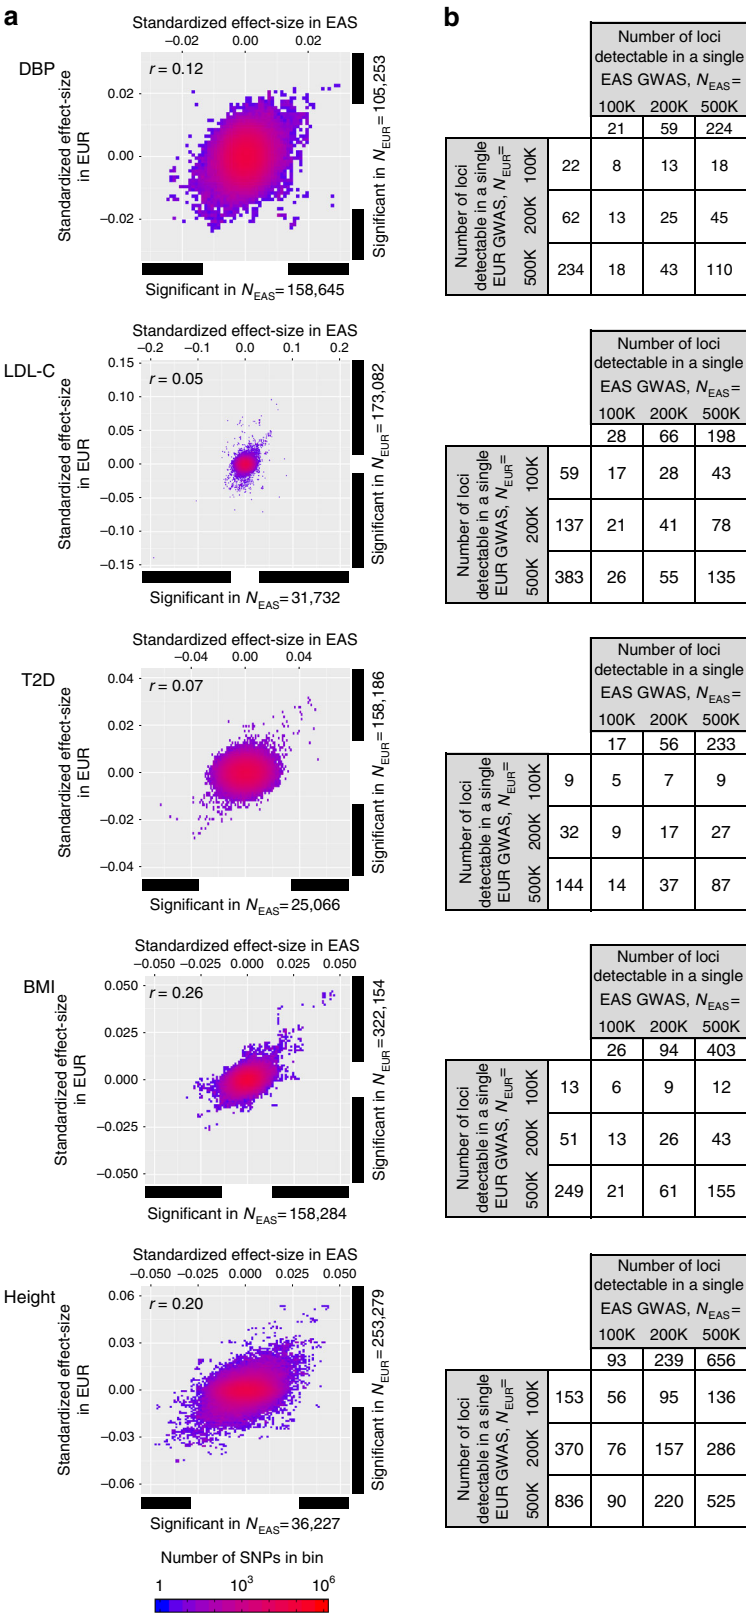 a
Standardized effect-size in EAS
−0.02 0.00 0.02
DBP
r = 0.12
0.02
0.00
−0.02
Standardized effect-size
in EUR
Significant in NEUR= 105,253
Significant in NEAS= 158,645
Standardized effect-size in EAS
−0.2 −0.1 0.0 0.1 0.2
LDL-C
r = 0.05
0.15
0.10
0.05
0.00
−0.05
−0.10
−0.15
Standardized effect-size
in EUR
Significant in NEUR= 173,082
Significant in NEAS= 31,732
Standardized effect-size in EAS
−0.04 0.00 0.04
T2D
r = 0.07
0.04
0.02
0.00
−0.02
−0.04
Standardized effect-size
in EUR
Significant in NEUR= 158,186
Significant in NEAS= 25,066
Standardized effect-size in EAS
−0.050 −0.025 0.000 0.025 0.050
BMI
r = 0.26
0.050
0.025
0.000
−0.025
−0.050
Standardized effect-size
in EUR
Significant in NEUR= 322,154
Significant in NEAS= 158,284
Standardized effect-size in EAS
−0.050 −0.025 0.000 0.025 0.050
Height
r = 0.20
0.06
0.03
0.00
−0.03
−0.06
Standardized effect-size
in EUR
Significant in NEUR= 253,279
Significant in NEAS= 36,227
Number of SNPs in bin
1 10³ 10⁶
b
Number of loci
detectable in a single
EAS GWAS, NEAS=
100K 200K 500K
21 59 224
Number of loci
detectable in a single
EUR GWAS, NEUR=
500K 200K 100K
22 8 13 18
62 13 25 45
234 18 43 110
Number of loci
detectable in a single
EAS GWAS, NEAS=
100K 200K 500K
28 66 198
Number of loci
detectable in a single
EUR GWAS, NEUR=
500K 200K 100K
59 17 28 43
137 21 41 78
383 26 55 135
Number of loci
detectable in a single
EAS GWAS, NEAS=
100K 200K 500K
17 56 233
Number of loci
detectable in a single
EUR GWAS, NEUR=
500K 200K 100K
9 5 7 9
32 9 17 27
144 14 37 87
Number of loci
detectable in a single
EAS GWAS, NEAS=
100K 200K 500K
26 94 403
Number of loci
detectable in a single
EUR GWAS, NEUR=
500K 200K 100K
13 6 9 12
51 13 26 43
249 21 61 155
Number of loci
detectable in a single
EAS GWAS, NEAS=
100K 200K 500K
93 239 656
Number of loci
detectable in a single
EUR GWAS, NEUR=
500K 200K 100K
153 56 95 136
370 76 157 286
836 90 220 525